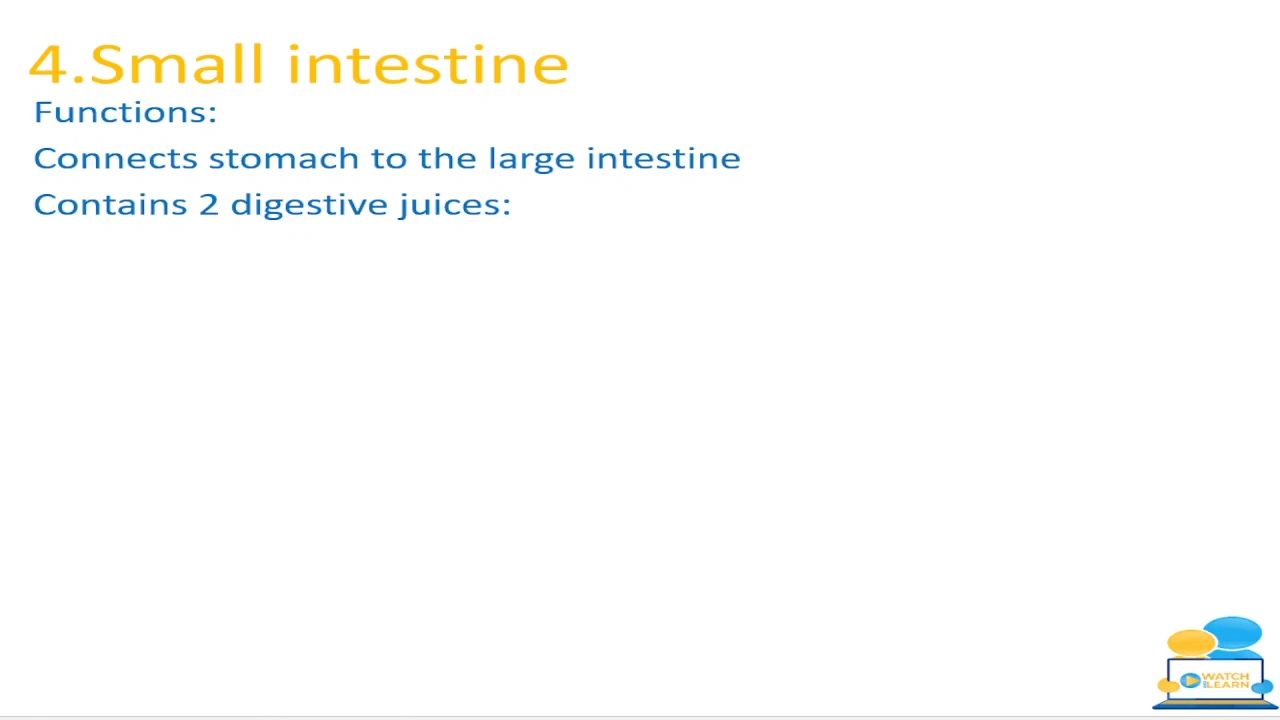 4.Small intestine
Functions:
Connects stomach to the large intestine
Contains 2 digestive juices:
WATCH
LEARN